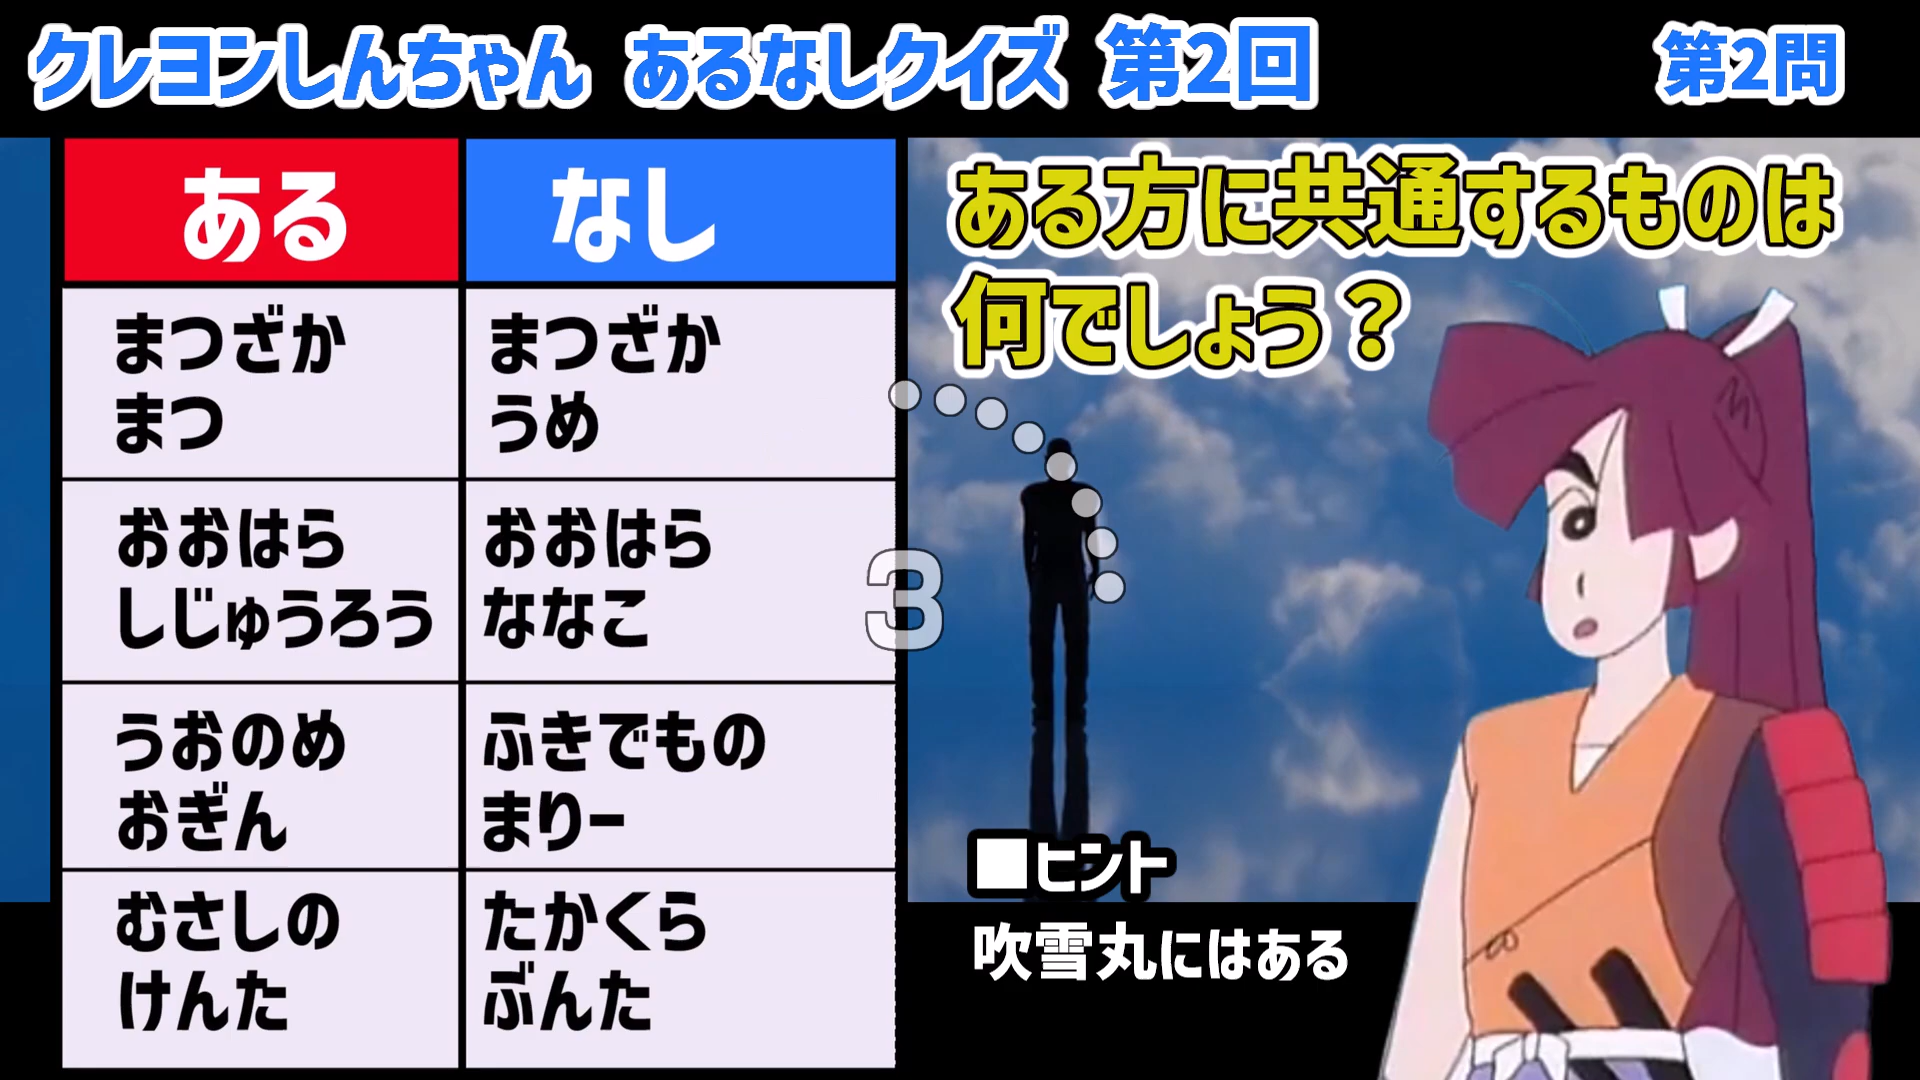 クレヨンしんちゃん あるなしクイズ 第2回
第2問
ある
なし
まつざか
まつ
まつざか
うめ
おおはら
しじゅうろう
おおはら
ななこ
うおのめ
おぎん
ふきでもの
まりー
むさしの
けんた
たかくら
ぶんた
ある方に共通するものは
何でしょう？
3
■ヒント
吹雪丸にはある